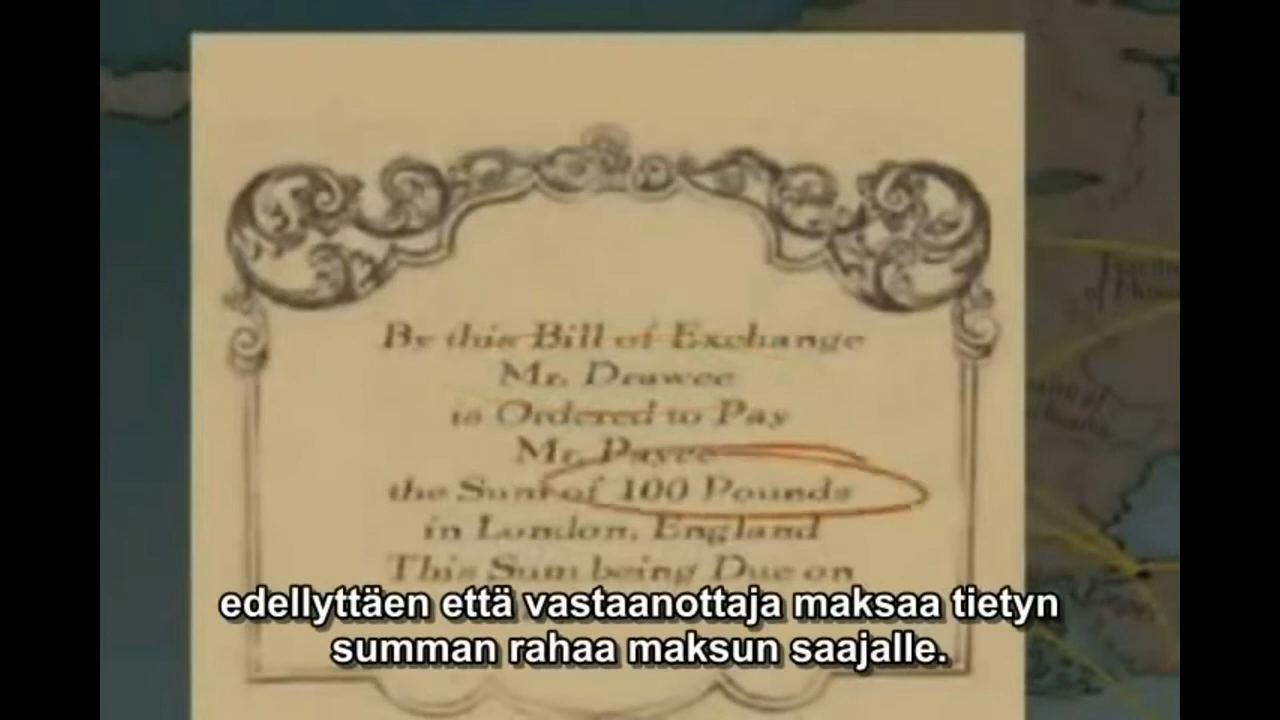 By this Bill of Exchange
Mr. Drawee
is Ordered to Pay
Mr. Payee
the Sum of 100 Pounds
in London, England
This Sum being Due on
edellyttäen että vastaanottaja maksaa tietyn
summan rahaa maksun saajalle.